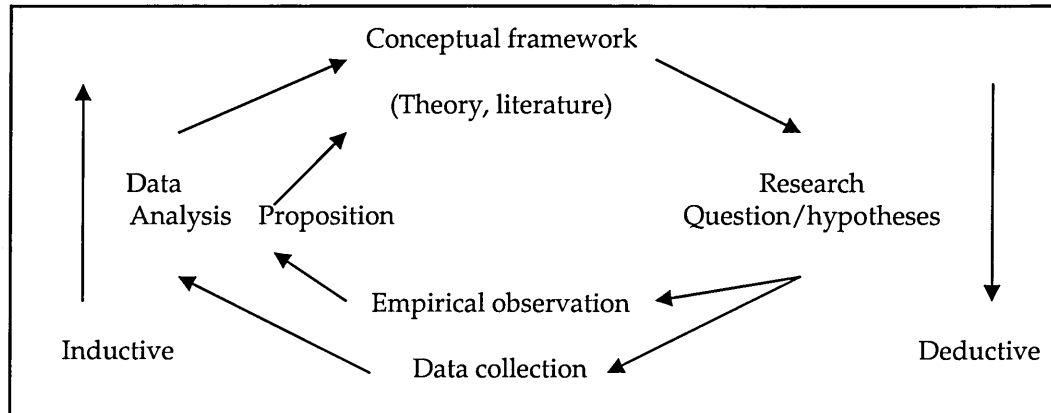 Conceptual framework
(Theory, literature)
Data
Analysis
Proposition
Research
Question/hypotheses
Empirical observation
Data collection
Inductive
Deductive